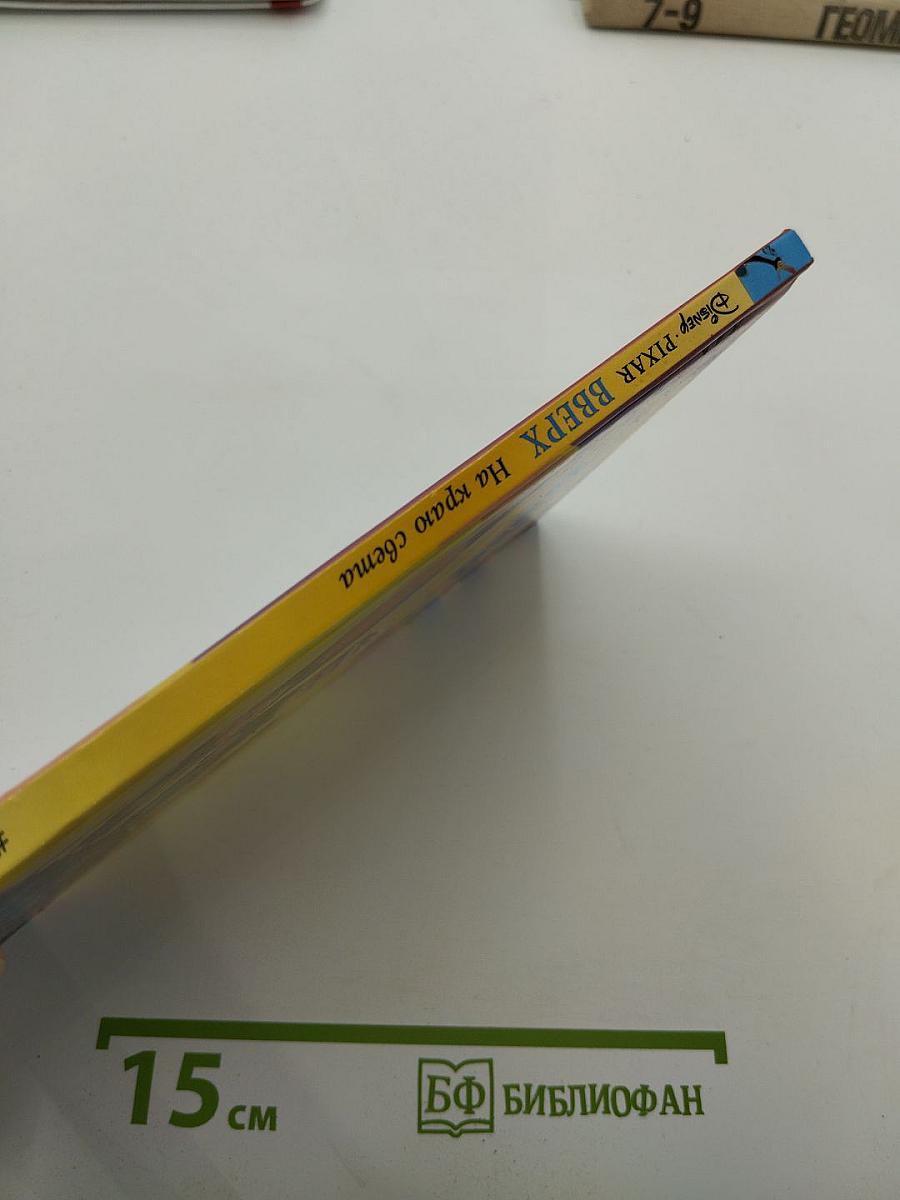 7-9 ГЕОМ
Disney · PIXAR ВВЕРХ На краю света
15 см
БФ БИБЛИОФАН